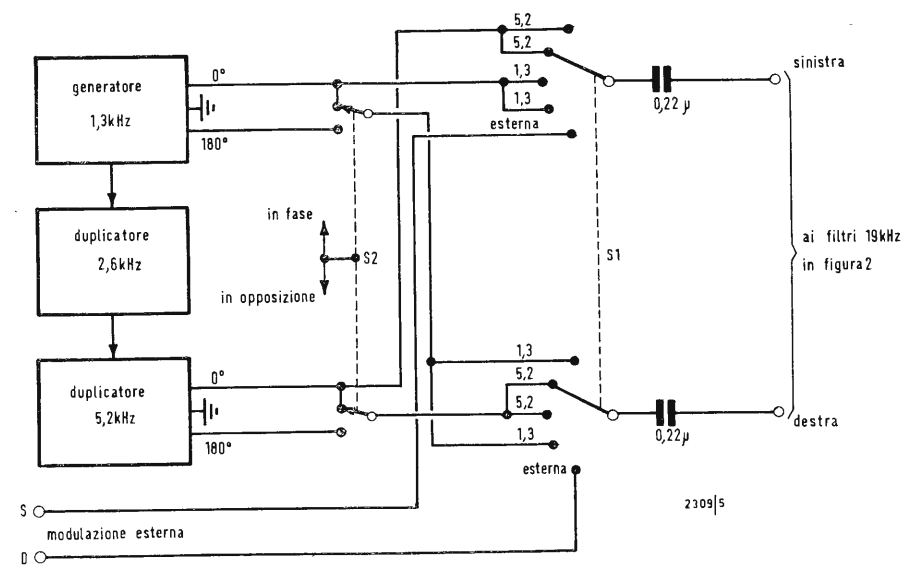 generatore
1,3kHz
0°
180°
duplicatore
2,6kHz
duplicatore
5,2kHz
0°
180°
in fase
in opposizione
S2
5,2
5,2
1,3
1,3
esterna
0,22 µ
sinistra
S1
ai filtri 19kHz
in figura 2
1,3
5,2
5,2
1,3
esterna
0,22µ
destra
2309|5
S
modulazione esterna
D